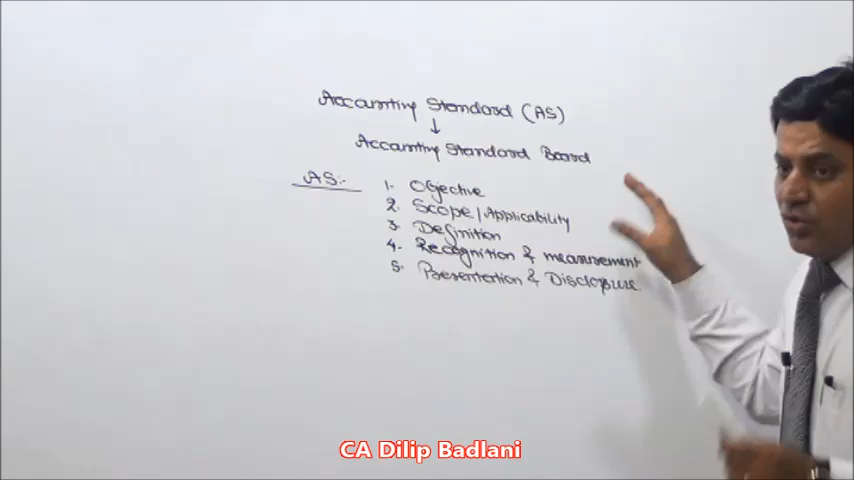 Accounting Standard (AS)
↓
Accounting Standard Board
AS:-
1. Objective
2. Scope/Applicability
3. Definition
4. Recognition & measurement
5. Presentation & Disclosure
CA Dilip Badlani